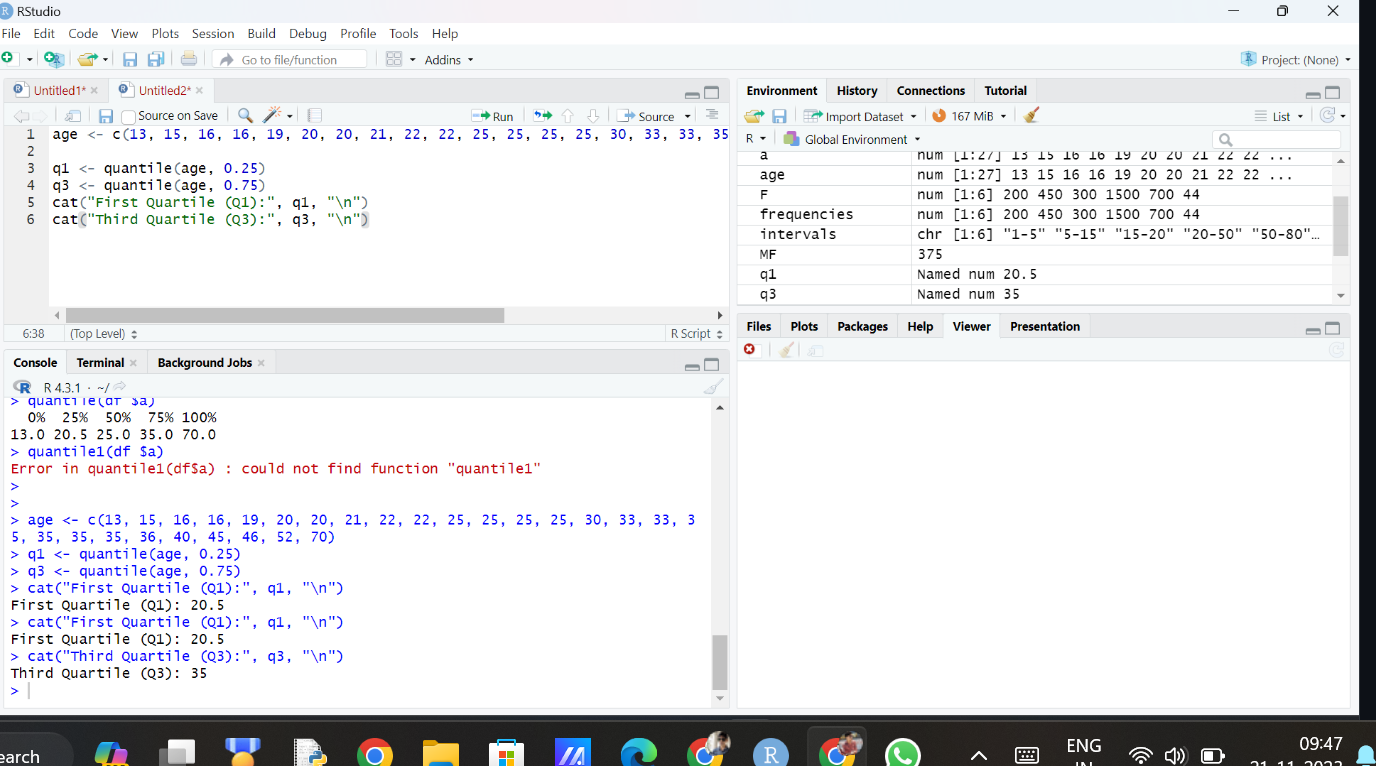 RStudio
File Edit Code View Plots Session Build Debug Profile Tools Help
Go to file/function Addins Project: (None)
Untitled1* Untitled2*
Source on Save Run Source
1 age <- c(13, 15, 16, 16, 19, 20, 20, 21, 22, 22, 25, 25, 25, 25, 30, 33, 33, 35
2
3 q1 <- quantile(age, 0.25)
4 q3 <- quantile(age, 0.75)
5 cat("First Quartile (Q1):", q1, "\n")
6 cat("Third Quartile (Q3):", q3, "\n")
6:38 (Top Level) R Script
Console Terminal Background Jobs
R R 4.3.1 · ~/
> quantile(df $a)
0% 25% 50% 75% 100%
13.0 20.5 25.0 35.0 70.0
> quantile1(df $a)
Error in quantile1(df$a) : could not find function "quantile1"
>
>
> age <- c(13, 15, 16, 16, 19, 20, 20, 21, 22, 22, 25, 25, 25, 25, 30, 33, 33, 3
5, 35, 35, 35, 36, 40, 45, 46, 52, 70)
> q1 <- quantile(age, 0.25)
> q3 <- quantile(age, 0.75)
> cat("First Quartile (Q1):", q1, "\n")
First Quartile (Q1): 20.5
> cat("First Quartile (Q1):", q1, "\n")
First Quartile (Q1): 20.5
> cat("Third Quartile (Q3):", q3, "\n")
Third Quartile (Q3): 35
>
Environment History Connections Tutorial
Import Dataset 167 MiB List
R Global Environment
a num [1:27] 13 15 16 16 19 20 20 21 22 22 ...
age num [1:27] 13 15 16 16 19 20 20 21 22 22 ...
F num [1:6] 200 450 300 1500 700 44
frequencies num [1:6] 200 450 300 1500 700 44
intervals chr [1:6] "1-5" "5-15" "15-20" "20-50" "50-80"…
MF 375
q1 Named num 20.5
q3 Named num 35
Files Plots Packages Help Viewer Presentation
earch
R
ENG
IN
09:47
21-11-2023